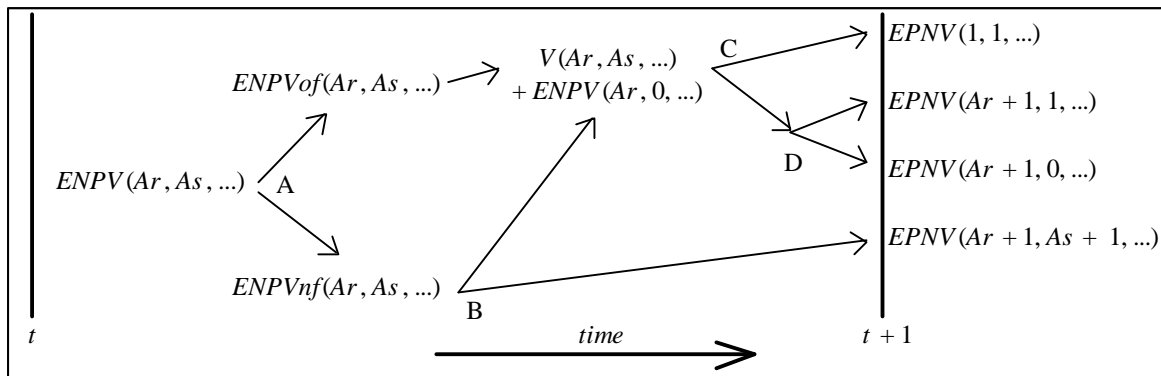 EPNV(1, 1, ...)
C
V(Ar, As, ...)
+ ENPV(Ar, 0, ...)
ENPVof(Ar, As, ...)
EPNV(Ar + 1, 1, ...)
D
EPNV(Ar + 1, 0, ...)
ENPV(Ar, As, ...)
A
EPNV(Ar + 1, As + 1, ...)
ENPVnf(Ar, As, ...)
B
t
time
t + 1